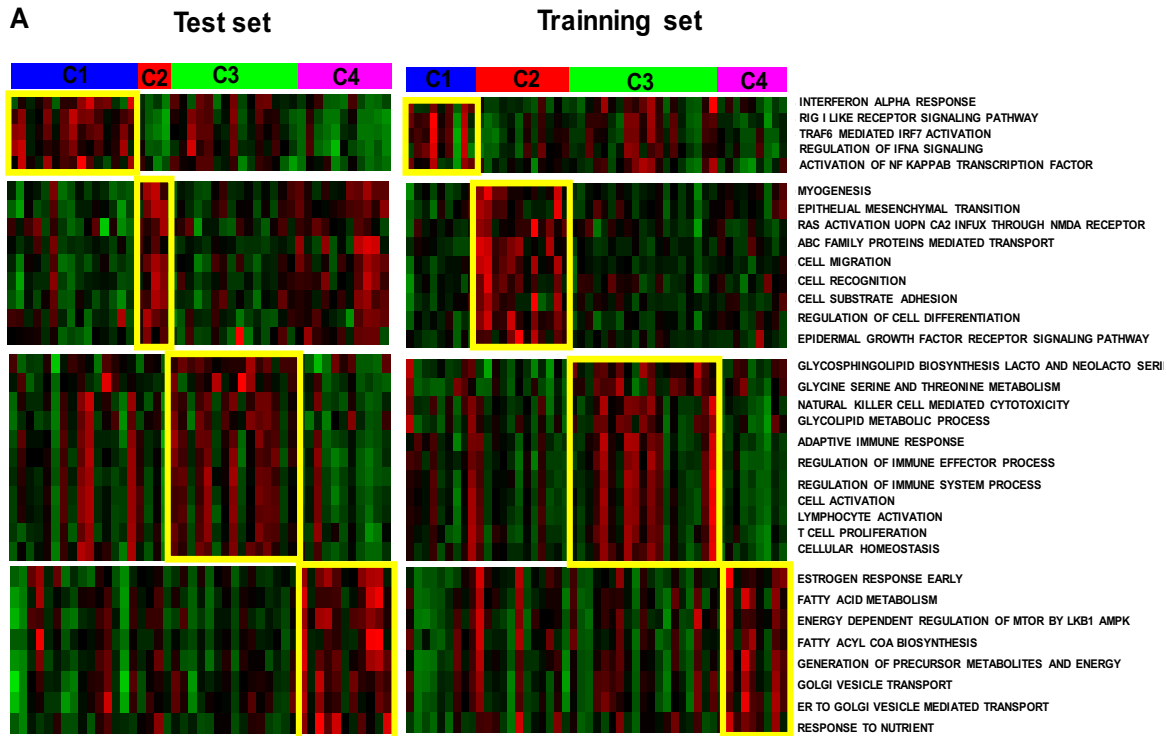 A
Test set
Trainning set
C1 C2 C3 C4
C1 C2 C3 C4
INTERFERON ALPHA RESPONSE
RIG I LIKE RECEPTOR SIGNALING PATHWAY
TRAF6 MEDIATED IRF7 ACTIVATION
REGULATION OF IFNA SIGNALING
ACTIVATION OF NF KAPPAB TRANSCRIPTION FACTOR
MYOGENESIS
EPITHELIAL MESENCHYMAL TRANSITION
RAS ACTIVATION UOPN CA2 INFUX THROUGH NMDA RECEPTOR
ABC FAMILY PROTEINS MEDIATED TRANSPORT
CELL MIGRATION
CELL RECOGNITION
CELL SUBSTRATE ADHESION
REGULATION OF CELL DIFFERENTIATION
EPIDERMAL GROWTH FACTOR RECEPTOR SIGNALING PATHWAY
GLYCOSPHINGOLIPID BIOSYNTHESIS LACTO AND NEOLACTO SERI
GLYCINE SERINE AND THREONINE METABOLISM
NATURAL KILLER CELL MEDIATED CYTOTOXICITY
GLYCOLIPID METABOLIC PROCESS
ADAPTIVE IMMUNE RESPONSE
REGULATION OF IMMUNE EFFECTOR PROCESS
REGULATION OF IMMUNE SYSTEM PROCESS
CELL ACTIVATION
LYMPHOCYTE ACTIVATION
T CELL PROLIFERATION
CELLULAR HOMEOSTASIS
ESTROGEN RESPONSE EARLY
FATTY ACID METABOLISM
ENERGY DEPENDENT REGULATION OF MTOR BY LKB1 AMPK
FATTY ACYL COA BIOSYNTHESIS
GENERATION OF PRECURSOR METABOLITES AND ENERGY
GOLGI VESICLE TRANSPORT
ER TO GOLGI VESICLE MEDIATED TRANSPORT
RESPONSE TO NUTRIENT